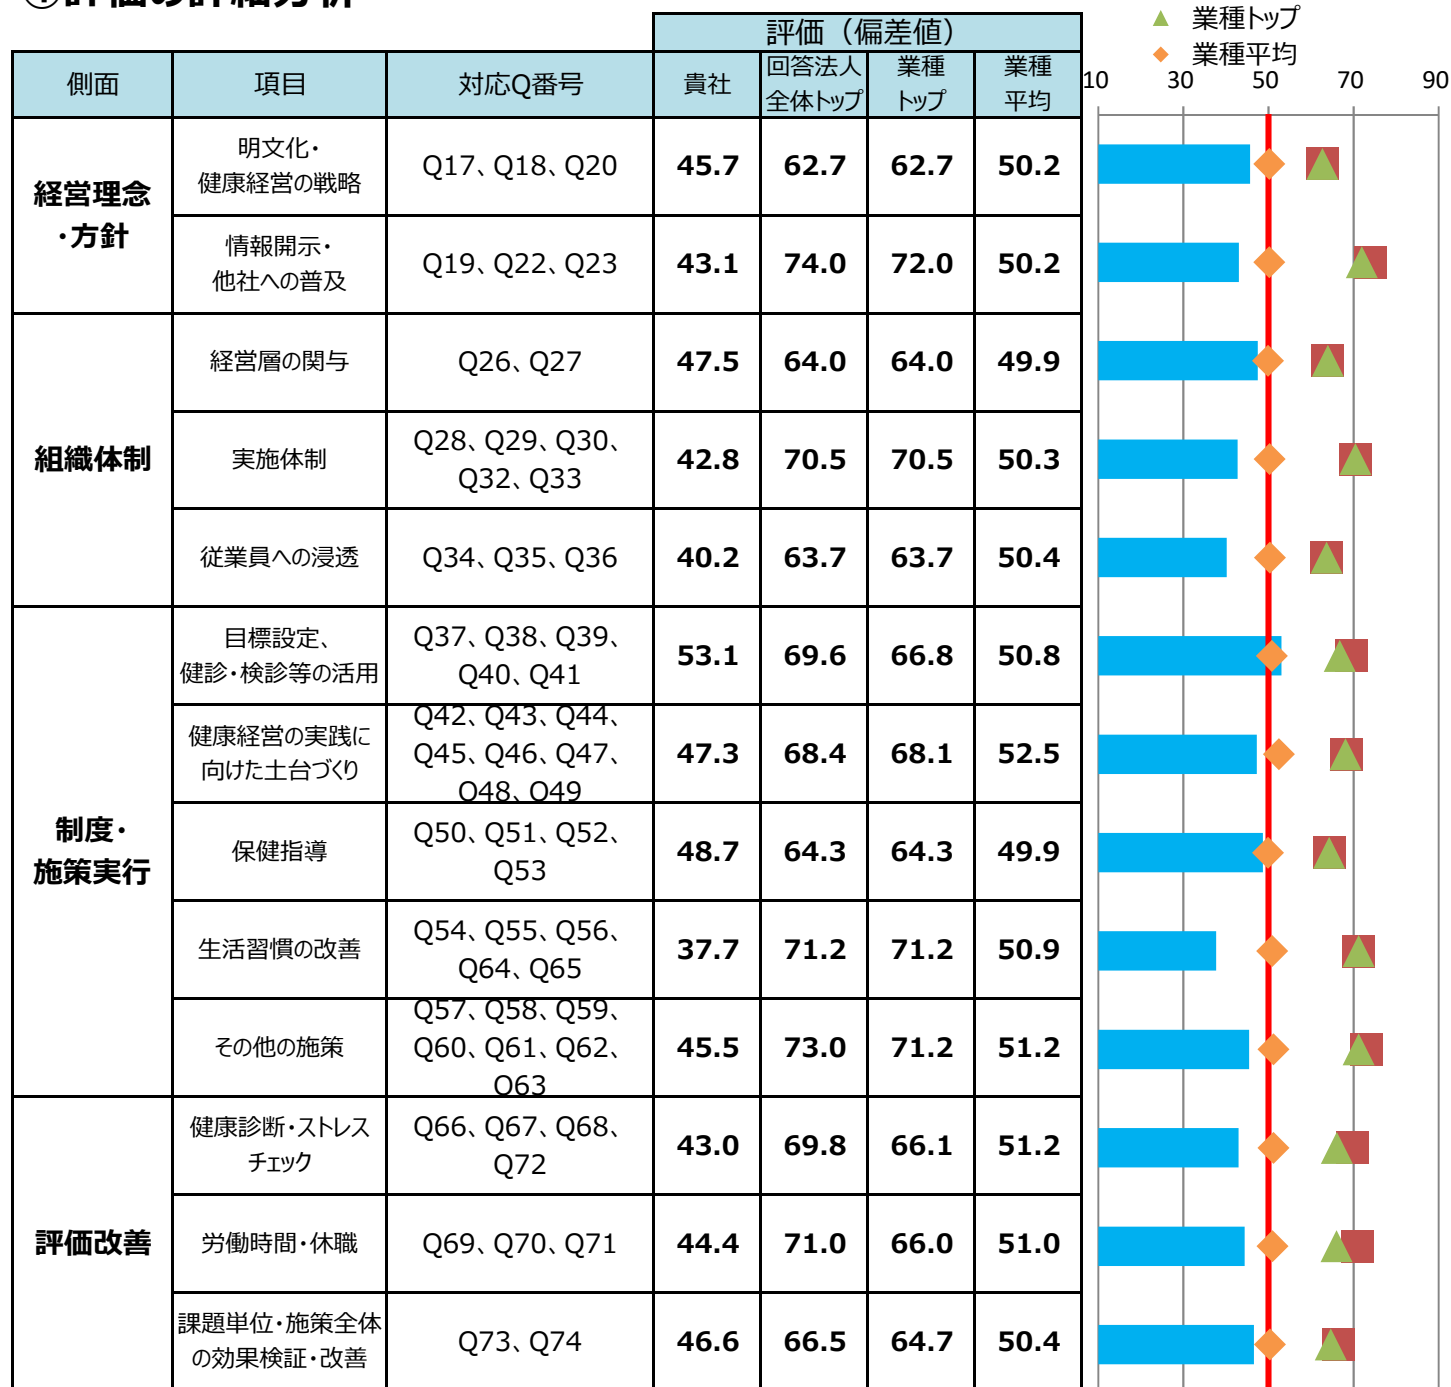 ①評価の詳細分析
▲ 業種トップ
◆ 業種平均
評価（偏差値）
側面 項目 対応Q番号 貴社 回答法人全体トップ 業種トップ 業種平均
10 30 50 70 90
経営理念・方針
明文化・健康経営の戦略 Q17、Q18、Q20 45.7 62.7 62.7 50.2
情報開示・他社への普及 Q19、Q22、Q23 43.1 74.0 72.0 50.2
組織体制
経営層の関与 Q26、Q27 47.5 64.0 64.0 49.9
実施体制 Q28、Q29、Q30、Q32、Q33 42.8 70.5 70.5 50.3
従業員への浸透 Q34、Q35、Q36 40.2 63.7 63.7 50.4
制度・施策実行
目標設定、健診・検診等の活用 Q37、Q38、Q39、Q40、Q41 53.1 69.6 66.8 50.8
健康経営の実践に向けた土台づくり Q42、Q43、Q44、Q45、Q46、Q47、Q48、Q49 47.3 68.4 68.1 52.5
保健指導 Q50、Q51、Q52、Q53 48.7 64.3 64.3 49.9
生活習慣の改善 Q54、Q55、Q56、Q64、Q65 37.7 71.2 71.2 50.9
その他の施策 Q57、Q58、Q59、Q60、Q61、Q62、Q63 45.5 73.0 71.2 51.2
評価改善
健康診断・ストレスチェック Q66、Q67、Q68、Q72 43.0 69.8 66.1 51.2
労働時間・休職 Q69、Q70、Q71 44.4 71.0 66.0 51.0
課題単位・施策全体の効果検証・改善 Q73、Q74 46.6 66.5 64.7 50.4